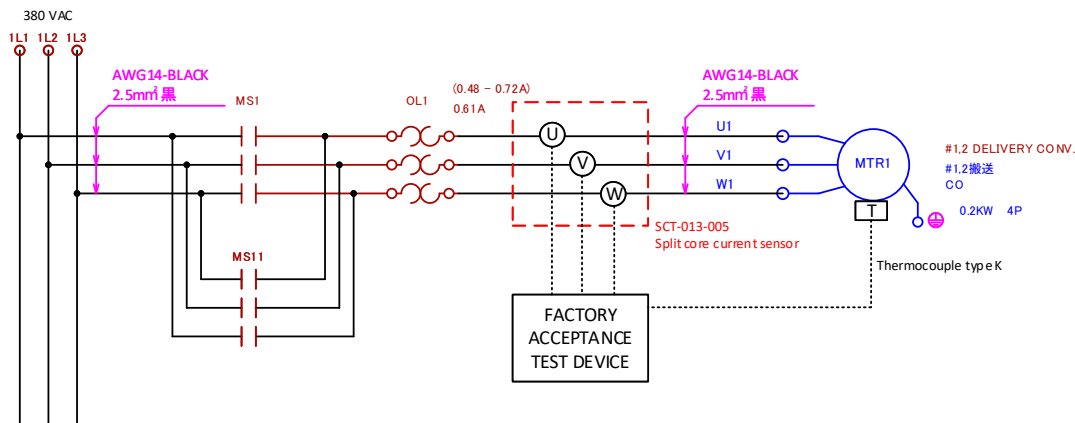 380 VAC
1L1 1L2 1L3
AWG14-BLACK
2.5mm² 黒
MS1
OL1
(0.48 – 0.72A)
0.61A
AWG14-BLACK
2.5mm² 黒
U
V
W
U1
V1
W1
MTR1
T
#1,2 DELIVERY CONV.
#1,2搬送
CO
0.2KW 4P
SCT-013-005
Split core current sensor
MS11
Thermocouple type K
FACTORY
ACCEPTANCE
TEST DEVICE